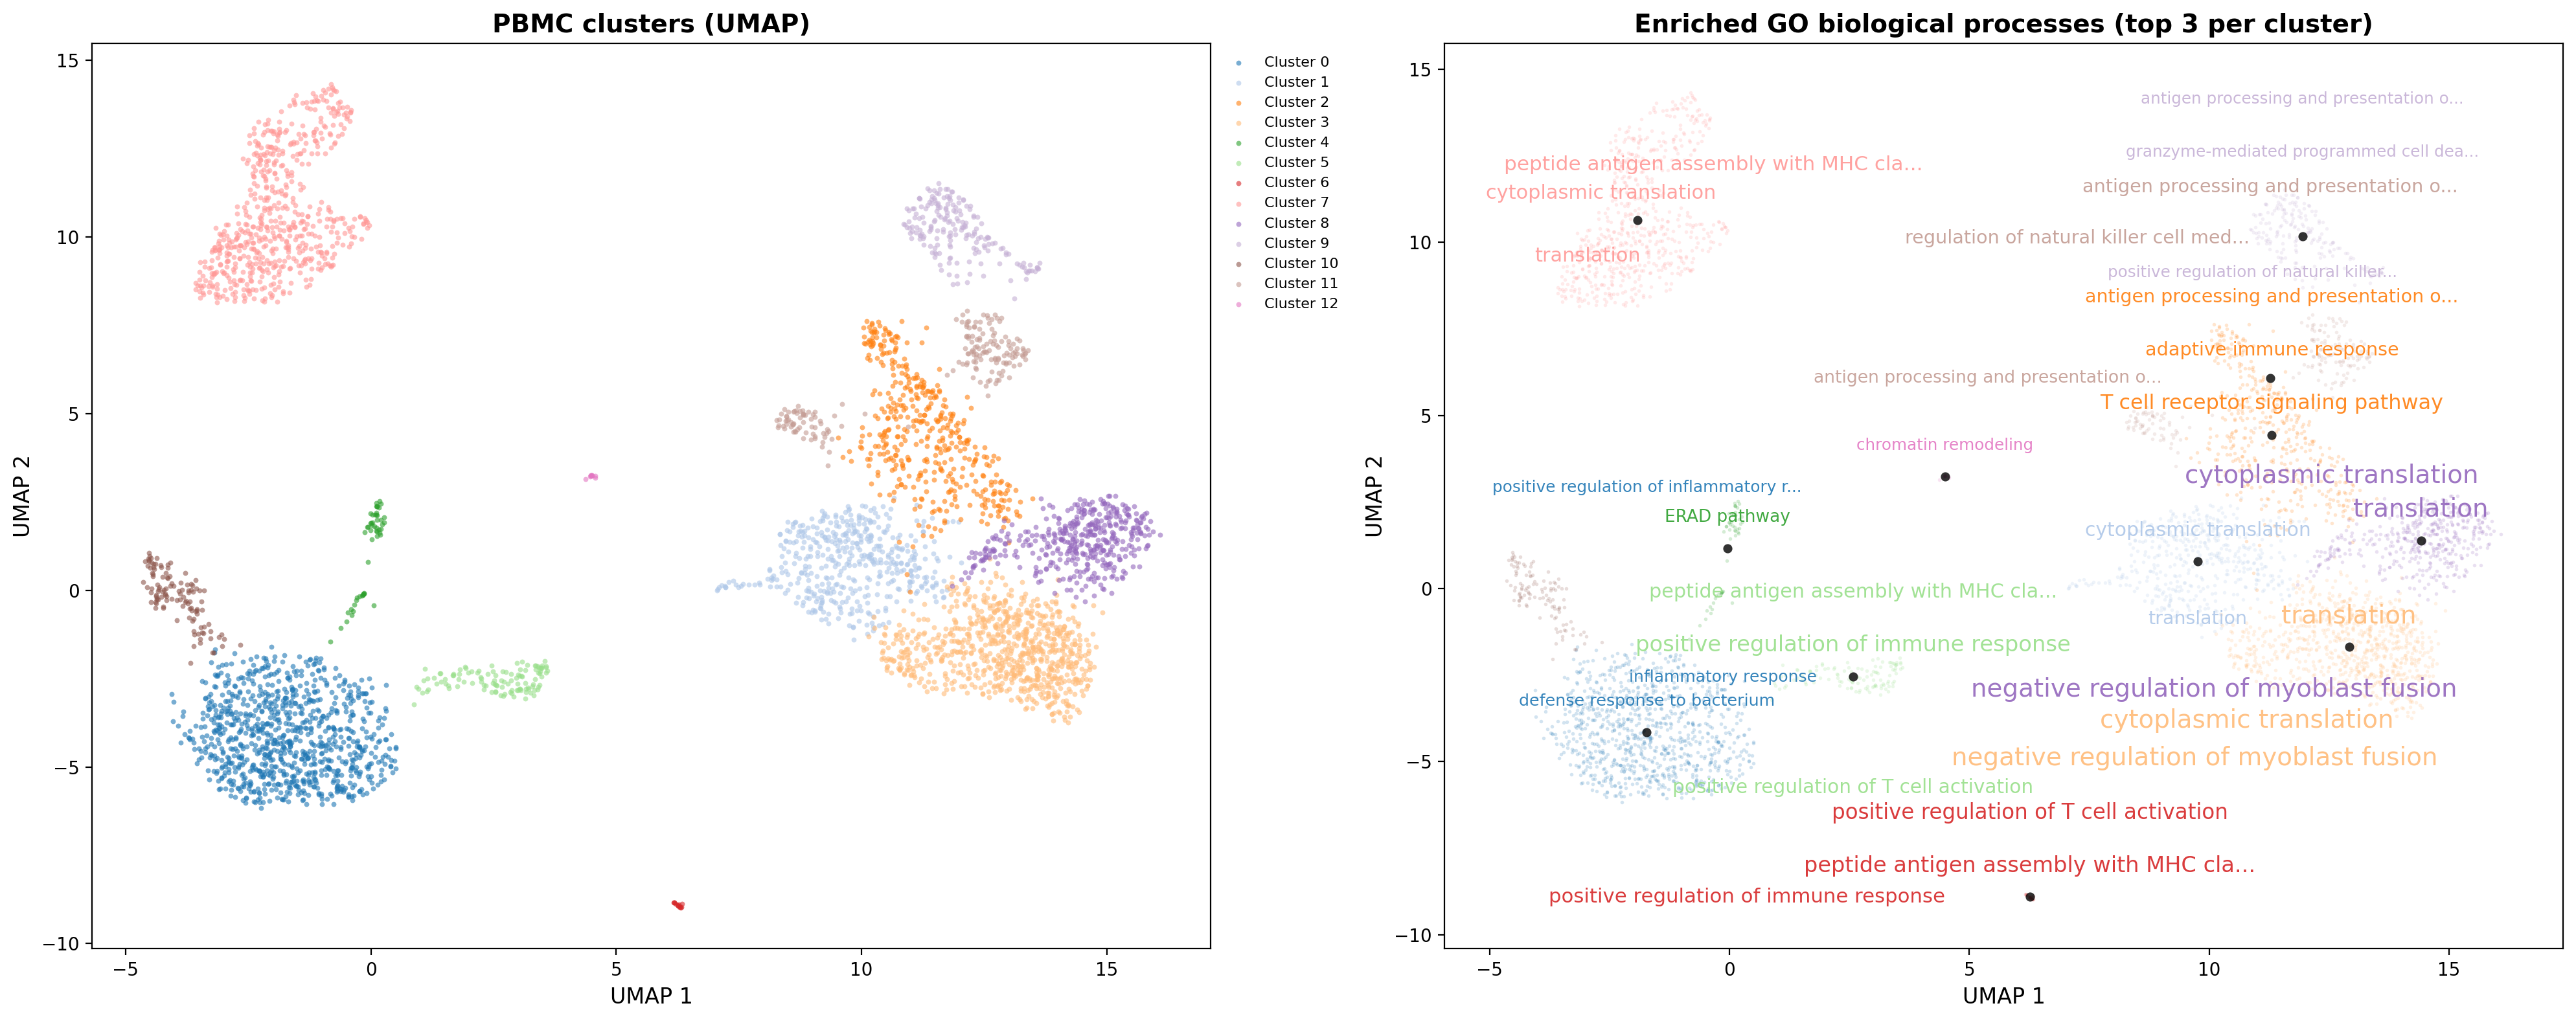 PBMC clusters (UMAP)
15
10
5
0
−5
−10
UMAP 2
−5
0
5
10
15
UMAP 1
Cluster 0
Cluster 1
Cluster 2
Cluster 3
Cluster 4
Cluster 5
Cluster 6
Cluster 7
Cluster 8
Cluster 9
Cluster 10
Cluster 11
Cluster 12
Enriched GO biological processes (top 3 per cluster)
15
10
5
0
−5
−10
UMAP 2
antigen processing and presentation o...
granzyme-mediated programmed cell dea...
peptide antigen assembly with MHC cla...
antigen processing and presentation o...
cytoplasmic translation
regulation of natural killer cell med...
translation
positive regulation of natural killer...
antigen processing and presentation o...
adaptive immune response
antigen processing and presentation o...
T cell receptor signaling pathway
chromatin remodeling
cytoplasmic translation
positive regulation of inflammatory r...
translation
ERAD pathway
cytoplasmic translation
peptide antigen assembly with MHC cla...
translation
translation
positive regulation of immune response
inflammatory response
negative regulation of myoblast fusion
defense response to bacterium
cytoplasmic translation
negative regulation of myoblast fusion
positive regulation of T cell activation
positive regulation of T cell activation
peptide antigen assembly with MHC cla...
positive regulation of immune response
−5
0
5
10
15
UMAP 1